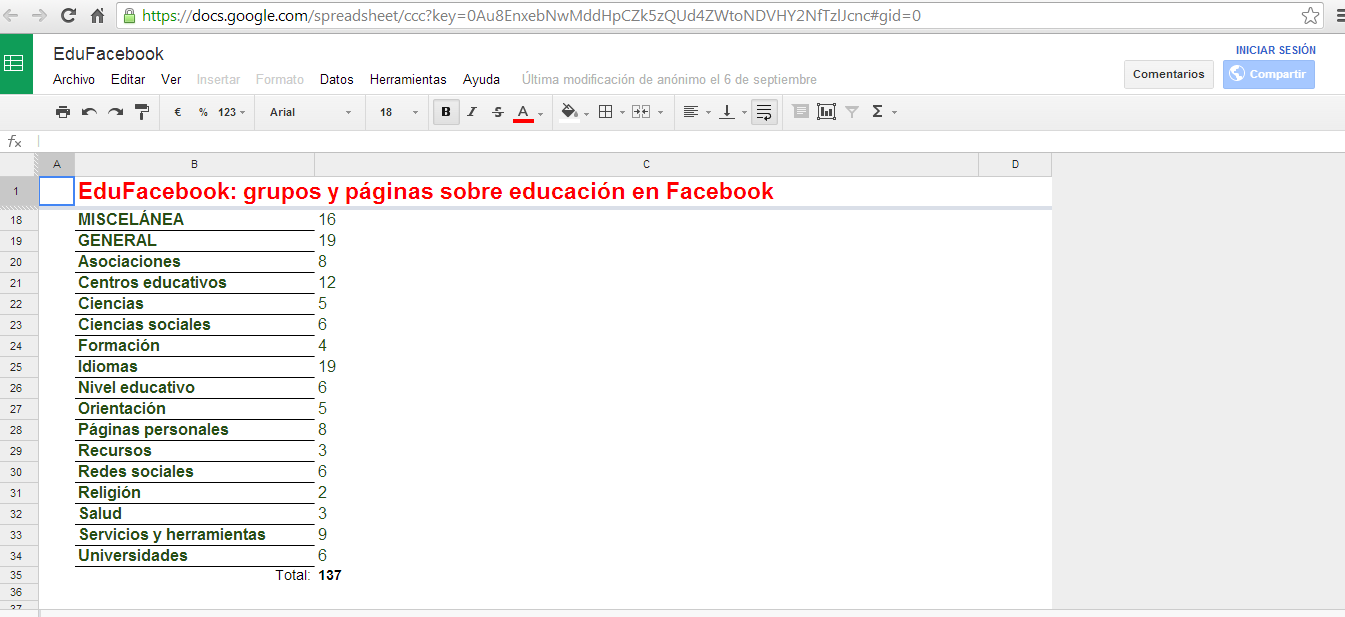 https://docs.google.com/spreadsheet/ccc?key=0Au8EnxebNwMddHpCZk5zQUd4ZWtoNDVHY2NfTzlJcnc#gid=0
EduFacebook
INICIAR SESIÓN
Archivo Editar Ver Insertar Formato Datos Herramientas Ayuda Última modificación de anónimo el 6 de septiembre
Comentarios Compartir
€ % 123 Arial 18 B I S A Σ
fx
A B C D
1 EduFacebook: grupos y páginas sobre educación en Facebook
18 MISCELÁNEA 16
19 GENERAL 19
20 Asociaciones 8
21 Centros educativos 12
22 Ciencias 5
23 Ciencias sociales 6
24 Formación 4
25 Idiomas 19
26 Nivel educativo 6
27 Orientación 5
28 Páginas personales 8
29 Recursos 3
30 Redes sociales 6
31 Religión 2
32 Salud 3
33 Servicios y herramientas 9
34 Universidades 6
35 Total: 137
36
37